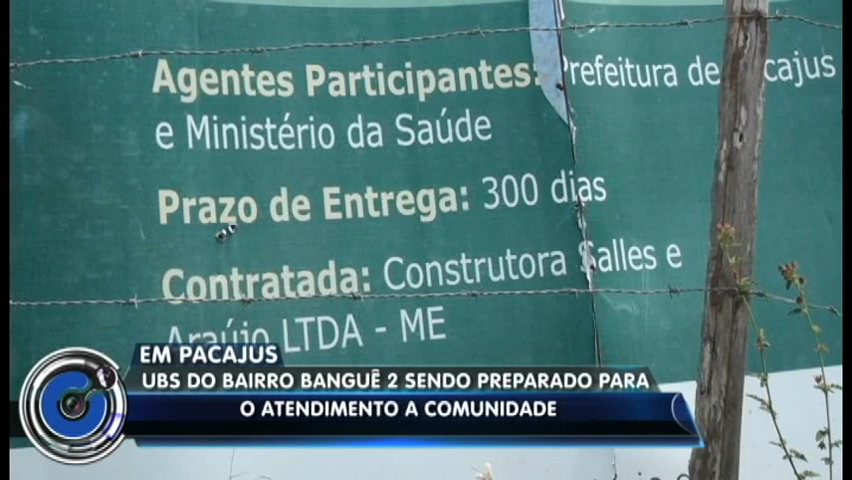 Agentes Participantes: Prefeitura de Pacajus
e Ministério da Saúde
Prazo de Entrega: 300 dias
Contratada: Construtora Salles e
Araújo LTDA - ME
EM PACAJUS
UBS DO BAIRRO BANGUÊ 2 SENDO PREPARADO PARA
O ATENDIMENTO A COMUNIDADE